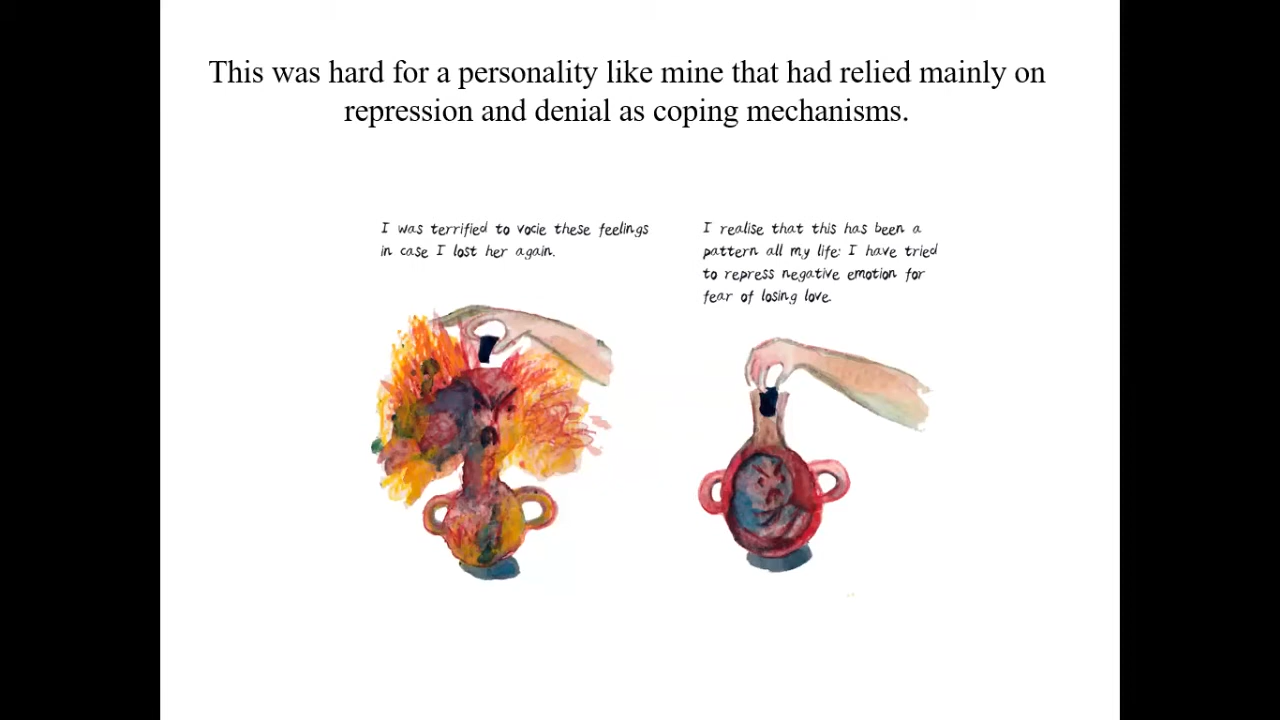 This was hard for a personality like mine that had relied mainly on
repression and denial as coping mechanisms.
I was terrified to vocie these feelings
in case I lost her again.
I realise that this has been a
pattern all my life: I have tried
to repress negative emotion for
fear of losing love.